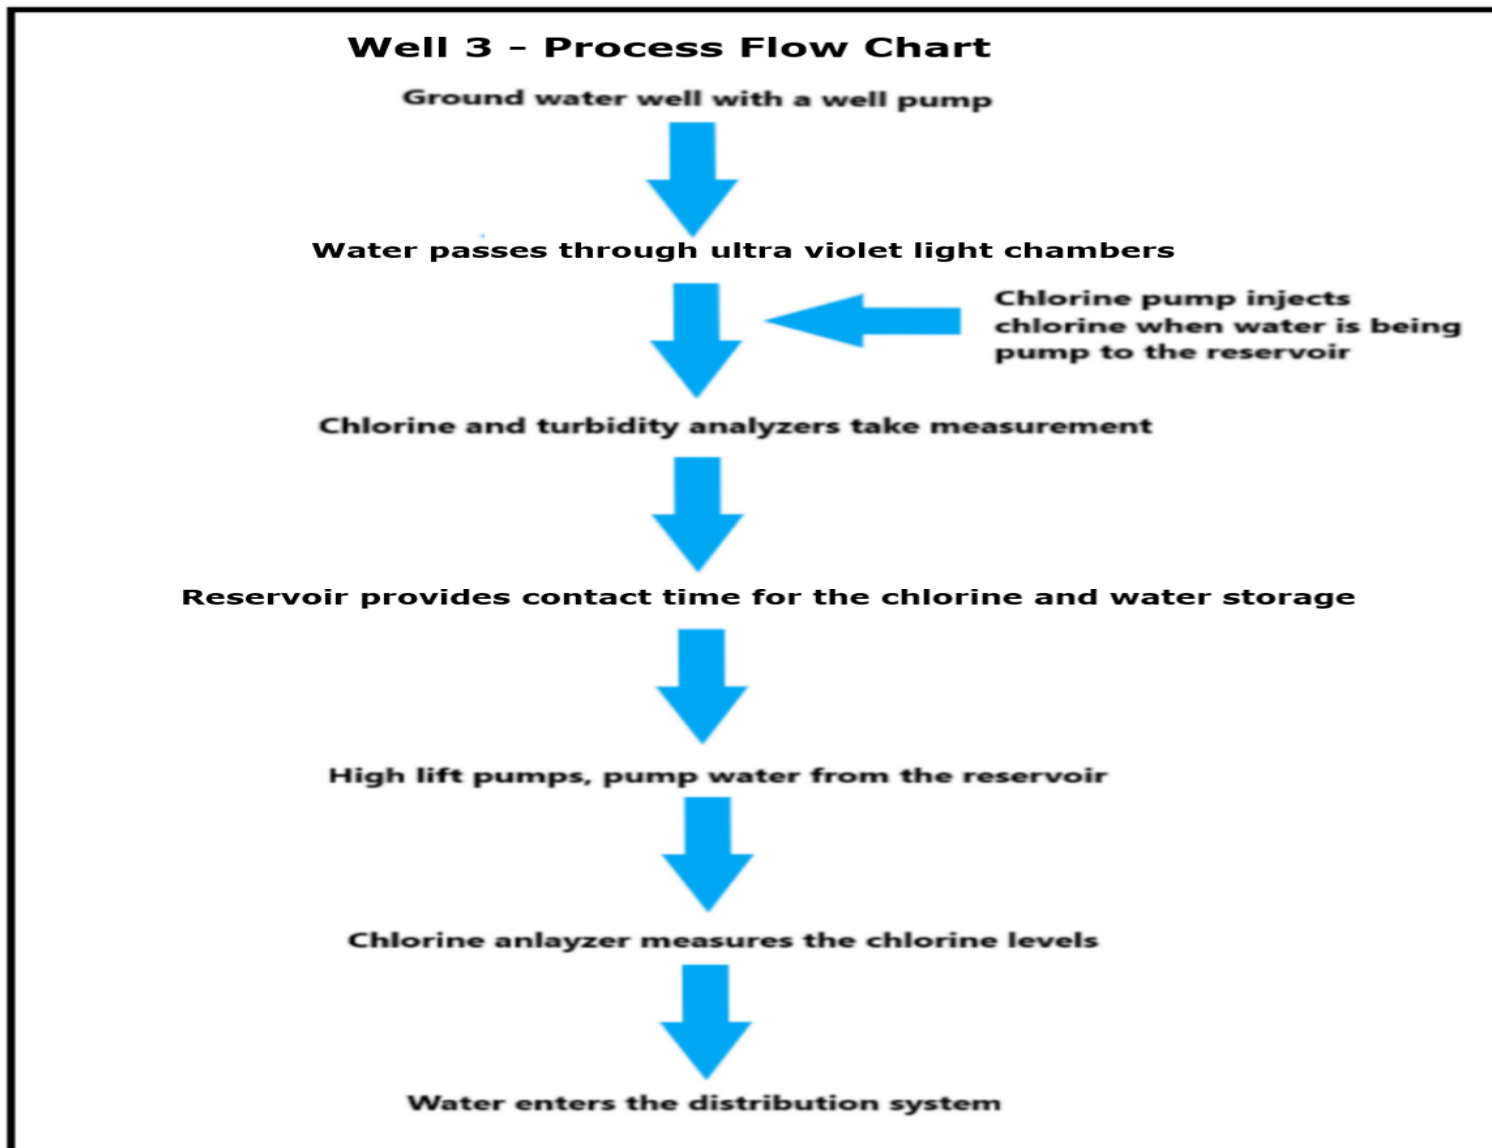 Well 3 – Process Flow Chart
Ground water well with a well pump
Water passes through ultra violet light chambers
Chlorine pump injects
chlorine when water is being
pump to the reservoir
Chlorine and turbidity analyzers take measurement
Reservoir provides contact time for the chlorine and water storage
High lift pumps, pump water from the reservoir
Chlorine anlayzer measures the chlorine levels
Water enters the distribution system